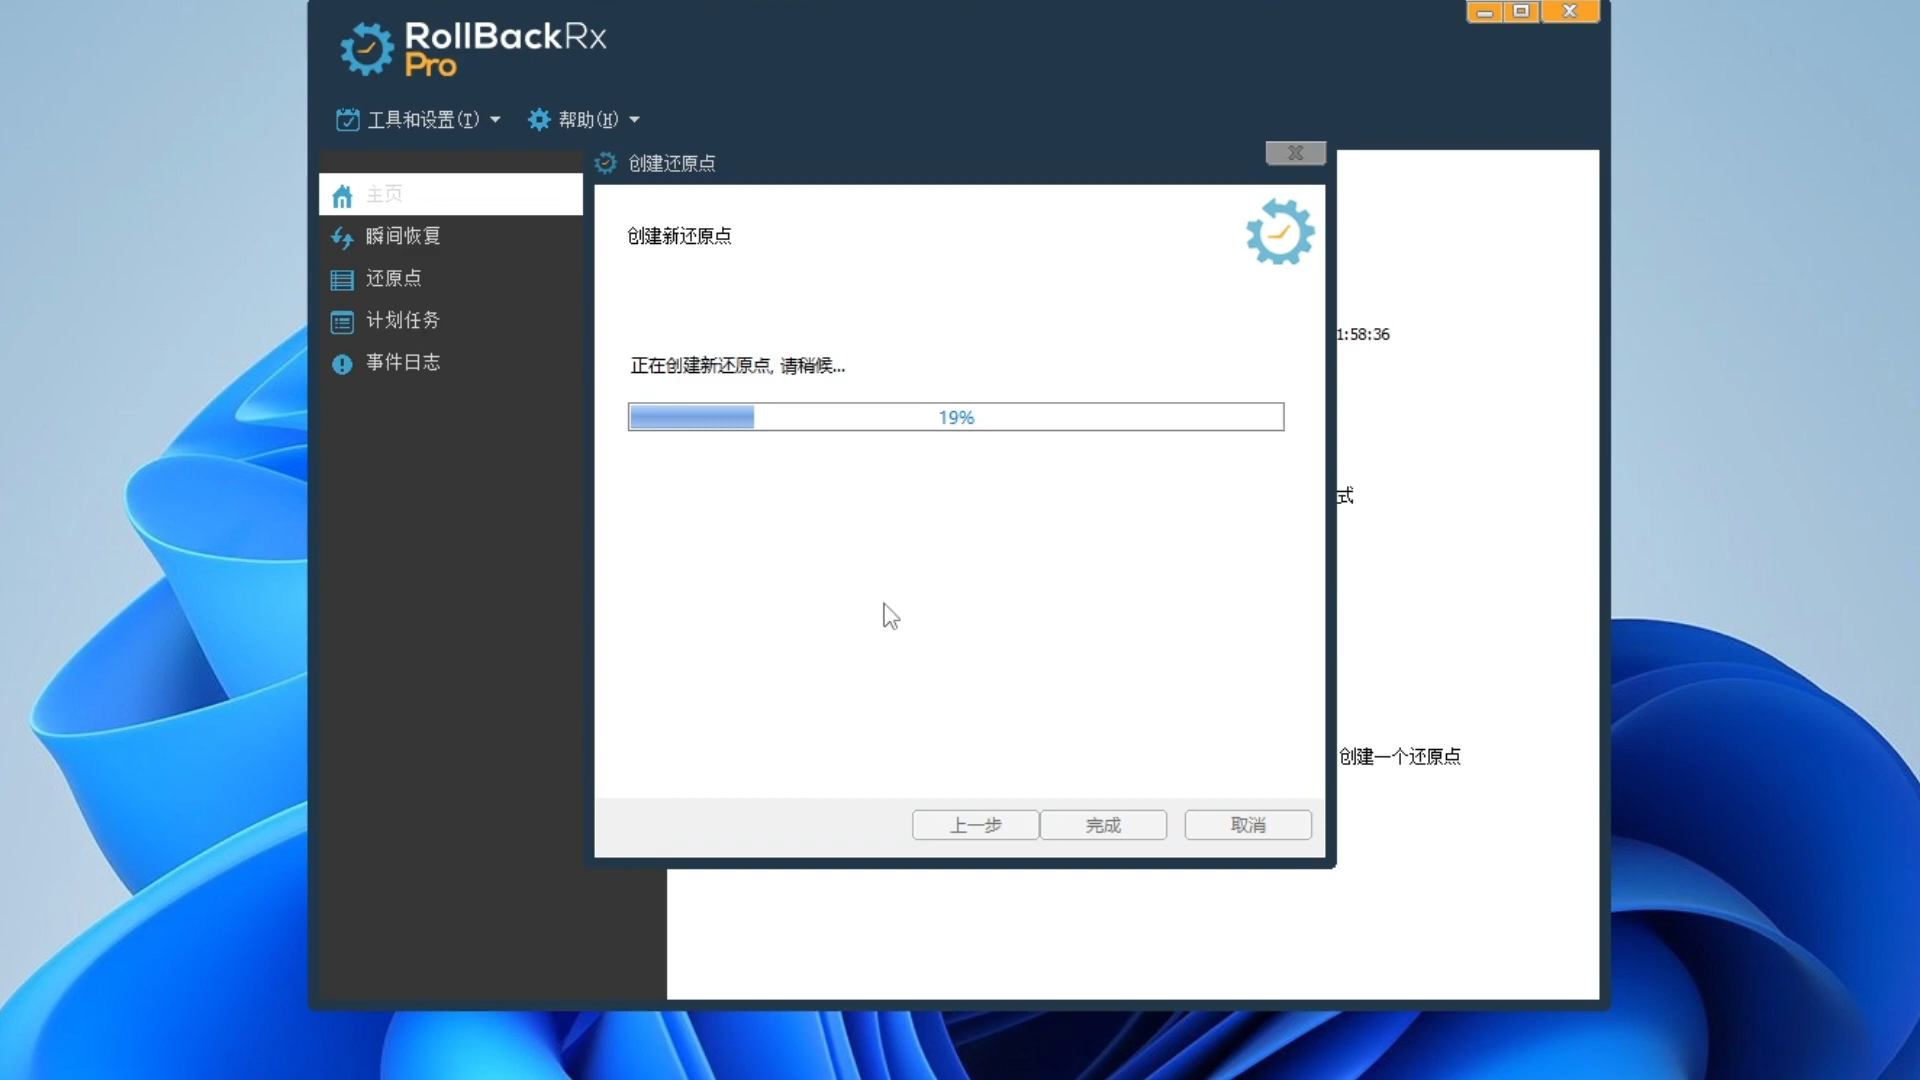 RollBackRx
Pro
工具和设置(T) 帮助(H)
创建还原点
主页
瞬间恢复
还原点
计划任务
事件日志
创建新还原点
正在创建新还原点, 请稍候...
19%
1:58:36
式
创建一个还原点
上一步 完成 取消